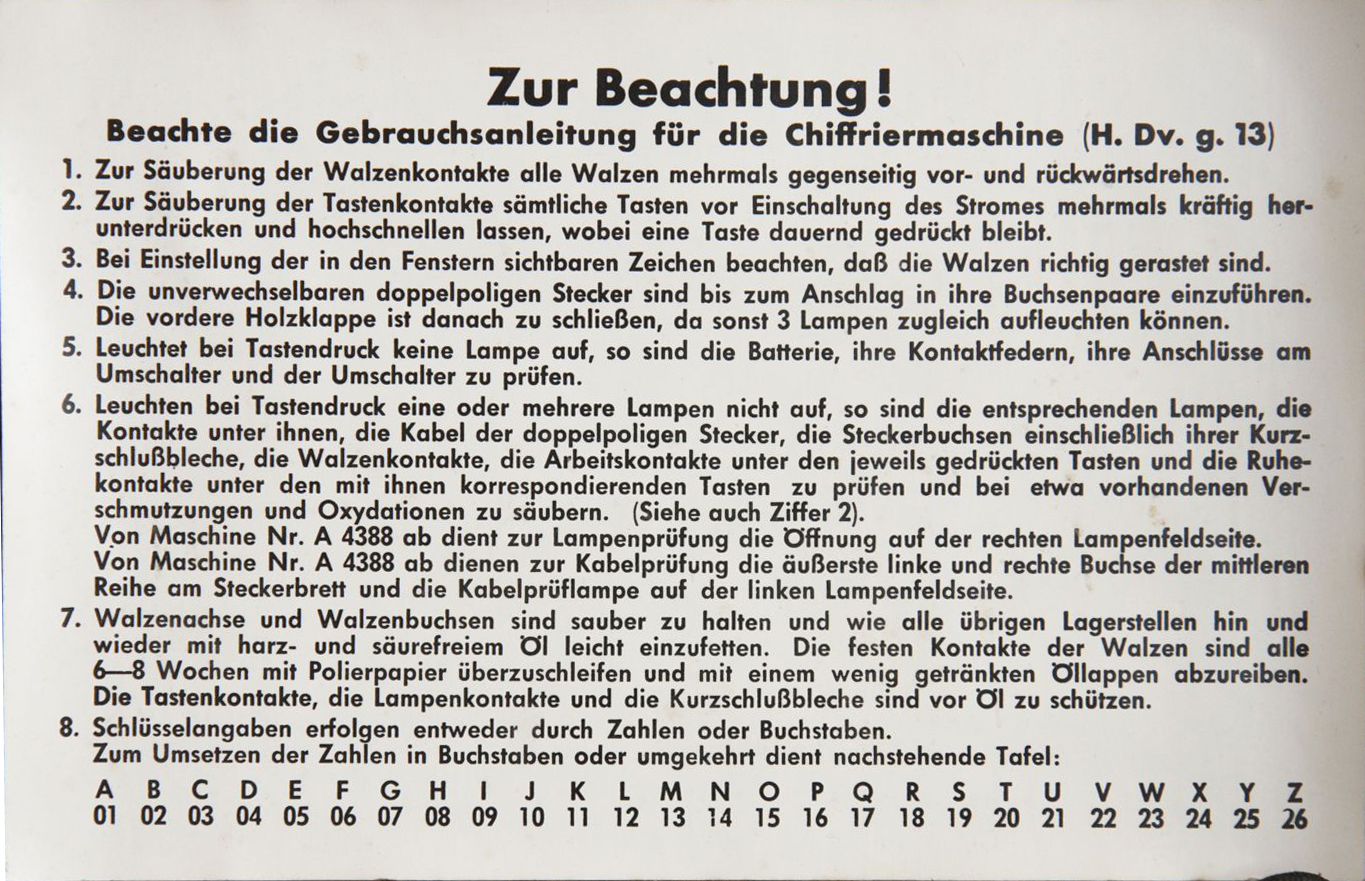 Zur Beachtung!
Beachte die Gebrauchsanleitung für die Chiffriermaschine (H. Dv. g. 13)
1. Zur Säuberung der Walzenkontakte alle Walzen mehrmals gegenseitig vor- und rückwärtsdrehen.
2. Zur Säuberung der Tastenkontakte sämtliche Tasten vor Einschaltung des Stromes mehrmals kräftig her-
unterdrücken und hochschnellen lassen, wobei eine Taste dauernd gedrückt bleibt.
3. Bei Einstellung der in den Fenstern sichtbaren Zeichen beachten, daß die Walzen richtig gerastet sind.
4. Die unverwechselbaren doppelpoligen Stecker sind bis zum Anschlag in ihre Buchsenpaare einzuführen.
Die vordere Holzklappe ist danach zu schließen, da sonst 3 Lampen zugleich aufleuchten können.
5. Leuchtet bei Tastendruck keine Lampe auf, so sind die Batterie, ihre Kontaktfedern, ihre Anschlüsse am
Umschalter und der Umschalter zu prüfen.
6. Leuchten bei Tastendruck eine oder mehrere Lampen nicht auf, so sind die entsprechenden Lampen, die
Kontakte unter ihnen, die Kabel der doppelpoligen Stecker, die Steckerbuchsen einschließlich ihrer Kurz-
schlußbleche, die Walzenkontakte, die Arbeitskontakte unter den jeweils gedrückten Tasten und die Ruhe-
kontakte unter den mit ihnen korrespondierenden Tasten zu prüfen und bei etwa vorhandenen Ver-
schmutzungen und Oxydationen zu säubern. (Siehe auch Ziffer 2).
Von Maschine Nr. A 4388 ab dient zur Lampenprüfung die Öffnung auf der rechten Lampenfeldseite.
Von Maschine Nr. A 4388 ab dienen zur Kabelprüfung die äußerste linke und rechte Buchse der mittleren
Reihe am Steckerbrett und die Kabelprüflampe auf der linken Lampenfeldseite.
7. Walzenachse und Walzenbuchsen sind sauber zu halten und wie alle übrigen Lagerstellen hin und
wieder mit harz- und säurefreiem Öl leicht einzufetten. Die festen Kontakte der Walzen sind alle
6—8 Wochen mit Polierpapier überzuschleifen und mit einem wenig getränkten Öllappen abzureiben.
Die Tastenkontakte, die Lampenkontakte und die Kurzschlußbleche sind vor Öl zu schützen.
8. Schlüsselangaben erfolgen entweder durch Zahlen oder Buchstaben.
Zum Umsetzen der Zahlen in Buchstaben oder umgekehrt dient nachstehende Tafel:
A B C D E F G H I J K L M N O P Q R S T U V W X Y Z
01 02 03 04 05 06 07 08 09 10 11 12 13 14 15 16 17 18 19 20 21 22 23 24 25 26